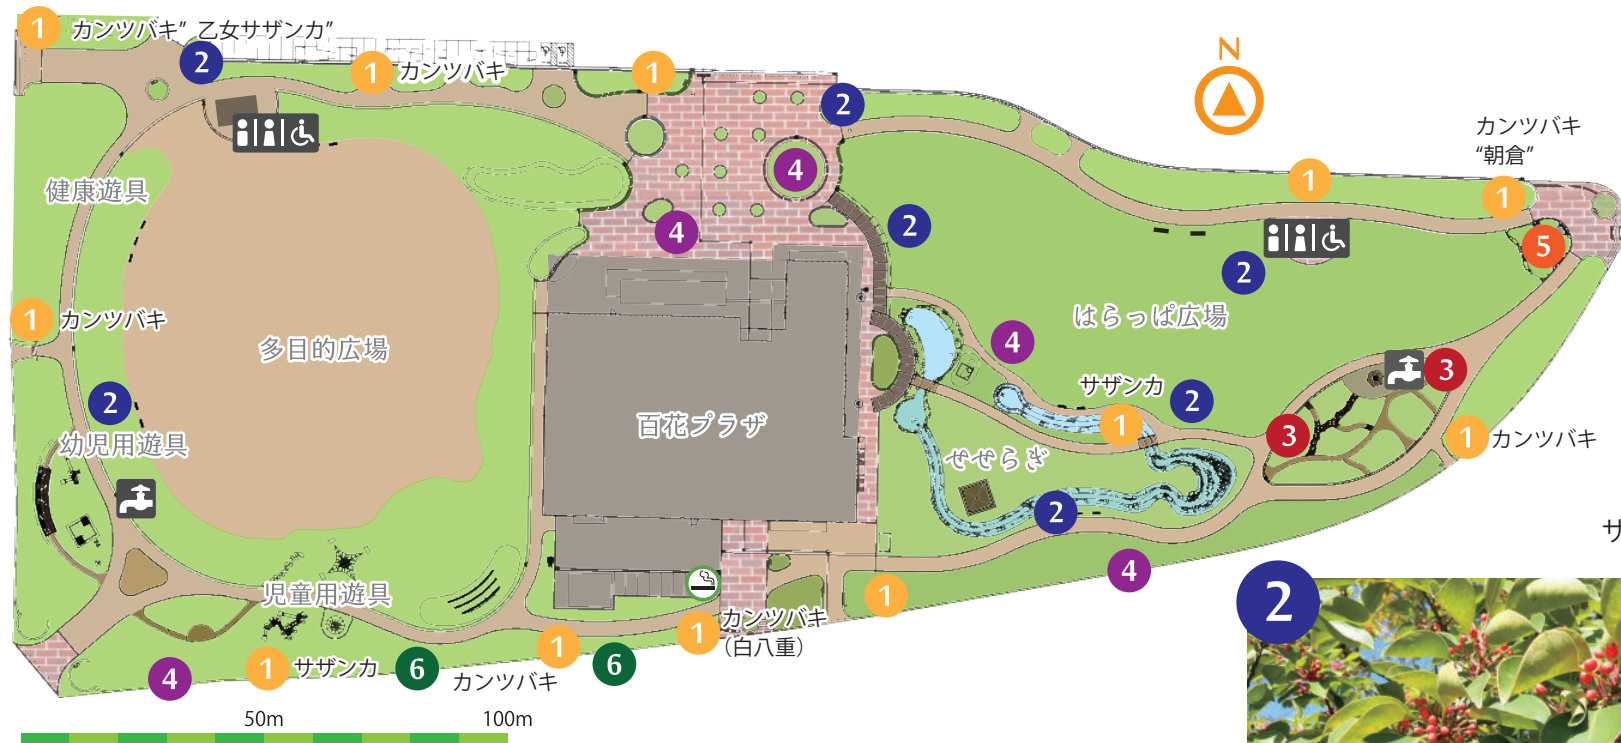 1 カンツバキ” 乙女サザンカ”
2
1 カンツバキ
1
2
N
カンツバキ
“朝倉”
4
1
1
健康遊具
4
2
5
2
1 カンツバキ
はらっぱ広場
多目的広場
4
3
サザンカ
2
2
百花プラザ
1
3
1 カンツバキ
幼児用遊具
せせらぎ
2
サ
4
児童用遊具
1
2
カンツバキ
1
(白八重)
1
6
4
1 サザンカ
6
カンツバキ
50m 100m